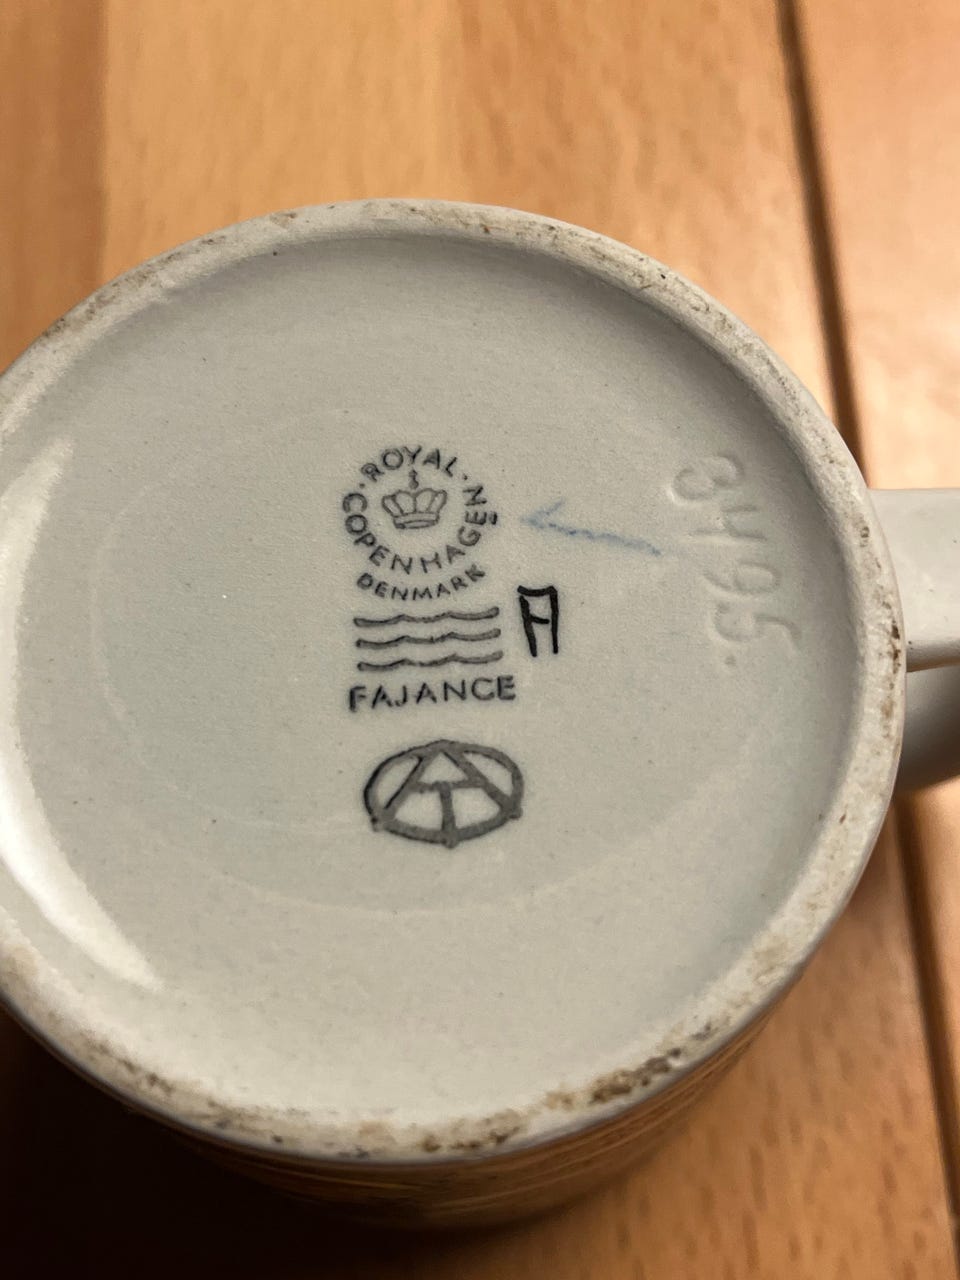 ROYAL
COPENHAGEN
DENMARK
FAJANCE
3495.